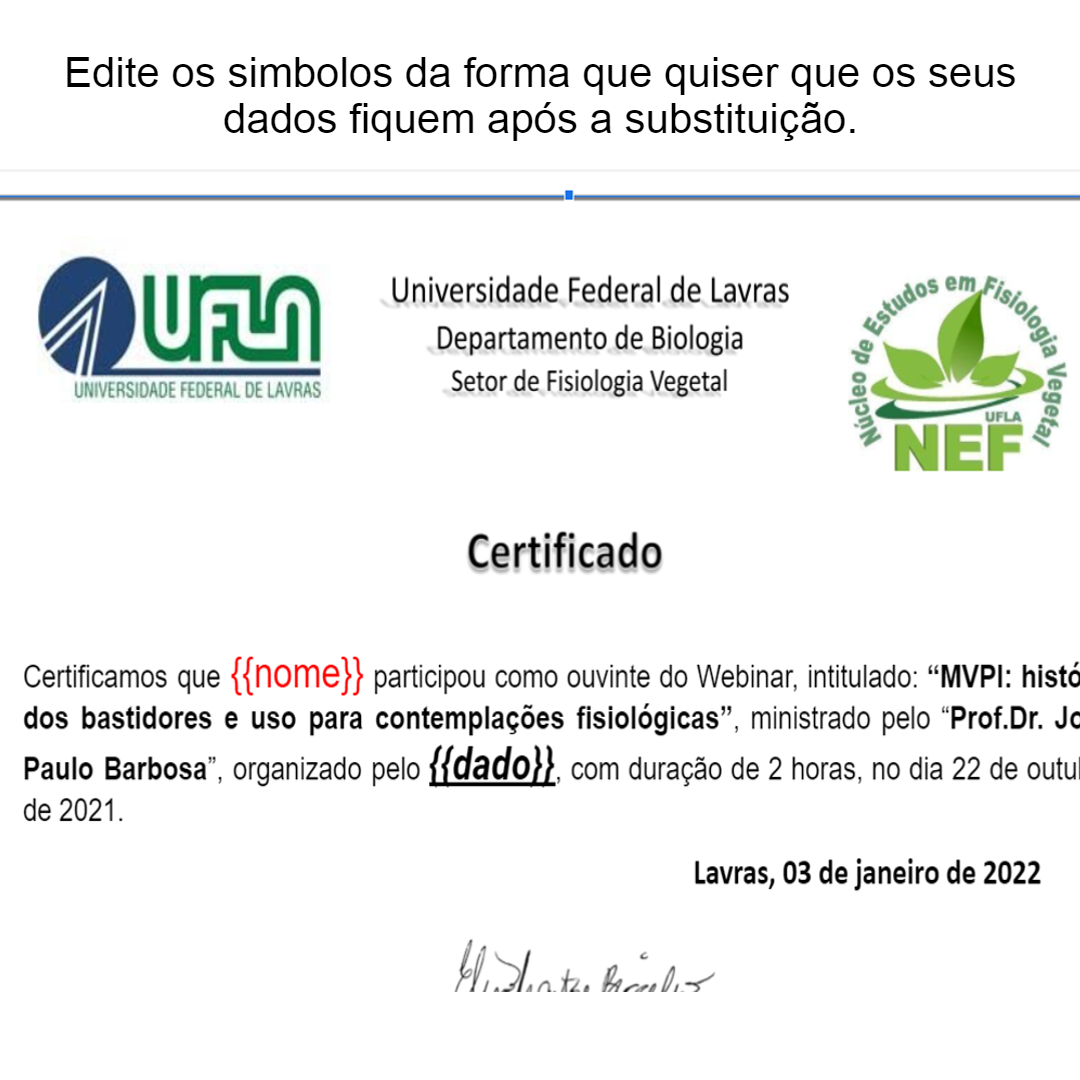 Edite os simbolos da forma que quiser que os seus
dados fiquem após a substituição.
UFLA
UNIVERSIDADE FEDERAL DE LAVRAS
Universidade Federal de Lavras
Departamento de Biologia
Setor de Fisiologia Vegetal
Núcleo de Estudos em Fisiologia Vegetal
UFLA
NEF
Certificado
Certificamos que {{nome}} participou como ouvinte do Webinar, intitulado: “MVPI: histó
dos bastidores e uso para contemplações fisiológicas”, ministrado pelo “Prof.Dr. Jo
Paulo Barbosa”, organizado pelo {{dado}}, com duração de 2 horas, no dia 22 de outu
de 2021.
Lavras, 03 de janeiro de 2022